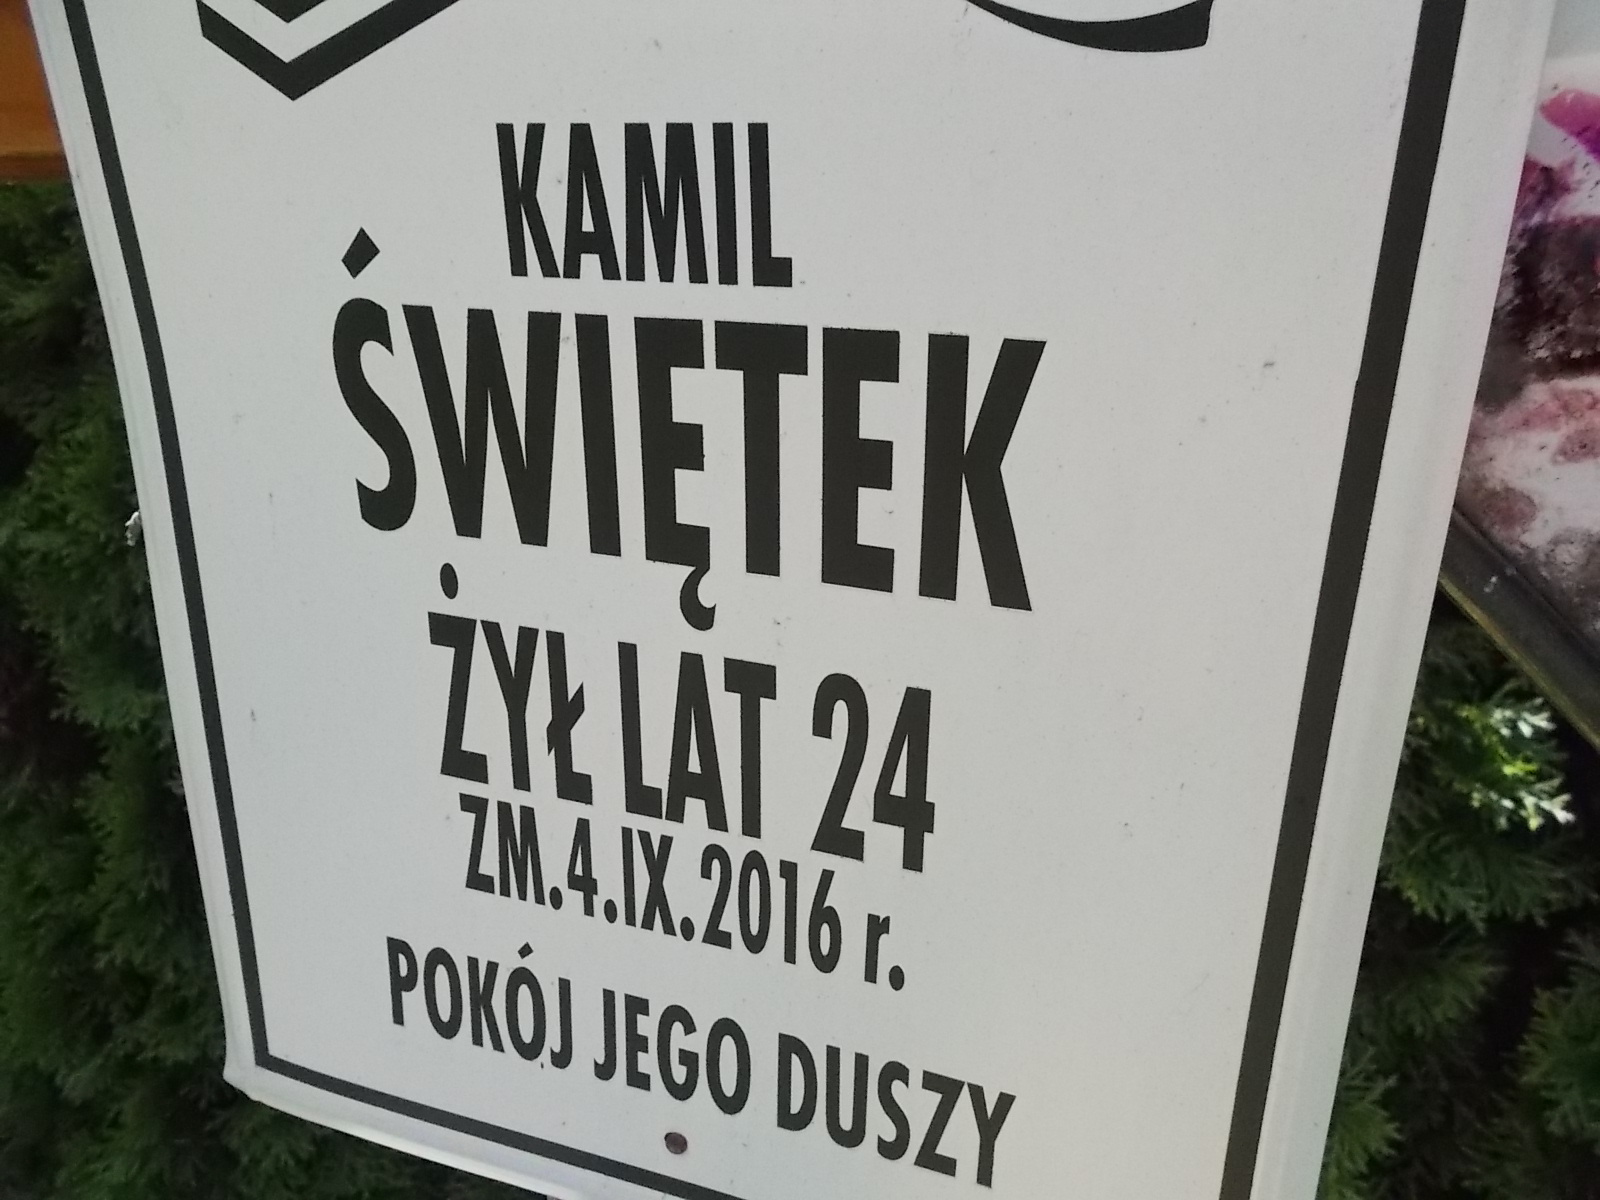 KAMIL
ŚWIĘTEK
ŻYŁ LAT 24
ZM.4.IX.2016 r.
POKÓJ JEGO DUSZY